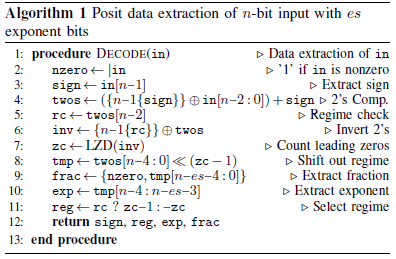 Algorithm 1 Posit data extraction of n-bit input with es
exponent bits
1: procedure DECODE(in) ▷ Data extraction of in
2: nzero ← |in ▷ '1' if in is nonzero
3: sign ← in[n−1] ▷ Extract sign
4: twos ← ({n−1{sign}} ⊕ in[n−2:0]) + sign ▷ 2's Comp.
5: rc ← twos[n−2] ▷ Regime check
6: inv ← {n−1{rc}} ⊕ twos ▷ Invert 2's
7: zc ← LZD(inv) ▷ Count leading zeros
8: tmp ← twos[n−4:0] ≪ (zc − 1) ▷ Shift out regime
9: frac ← {nzero,tmp[n−es−4:0]} ▷ Extract fraction
10: exp ← tmp[n−4:n−es−3] ▷ Extract exponent
11: reg ← rc ? zc−1 : −zc ▷ Select regime
12: return sign, reg, exp, frac
13: end procedure